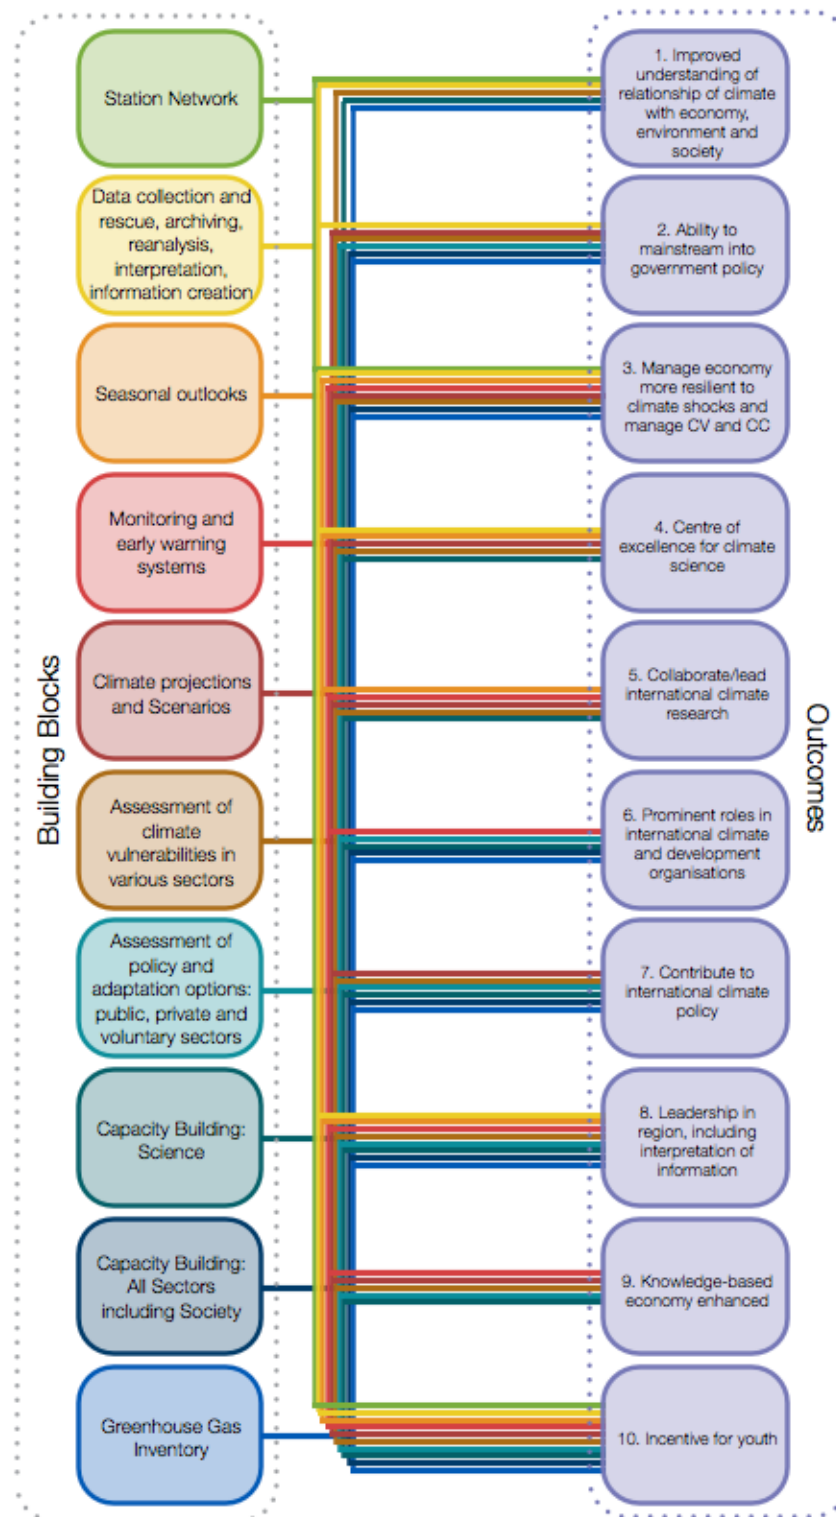 Building Blocks
Station Network
Data collection and
rescue, archiving,
reanalysis,
interpretation,
information creation
Seasonal outlooks
Monitoring and
early warning
systems
Climate projections
and Scenarios
Assessment of
climate
vulnerabilities in
various sectors
Assessment of
policy and
adaptation options:
public, private and
voluntary sectors
Capacity Building:
Science
Capacity Building:
All Sectors
including Society
Greenhouse Gas
Inventory
1. Improved
understanding of
relationship of climate
with economy,
environment and
society
2. Ability to
mainstream into
government policy
3. Manage economy
more resilient to
climate shocks and
manage CV and CC
4. Centre of
excellence for climate
science
5. Collaborate/lead
international climate
research
6. Prominent roles in
international climate
and development
organisations
7. Contribute to
international climate
policy
8. Leadership in
region, including
interpretation of
information
9. Knowledge-based
economy enhanced
10. Incentive for youth
Outcomes